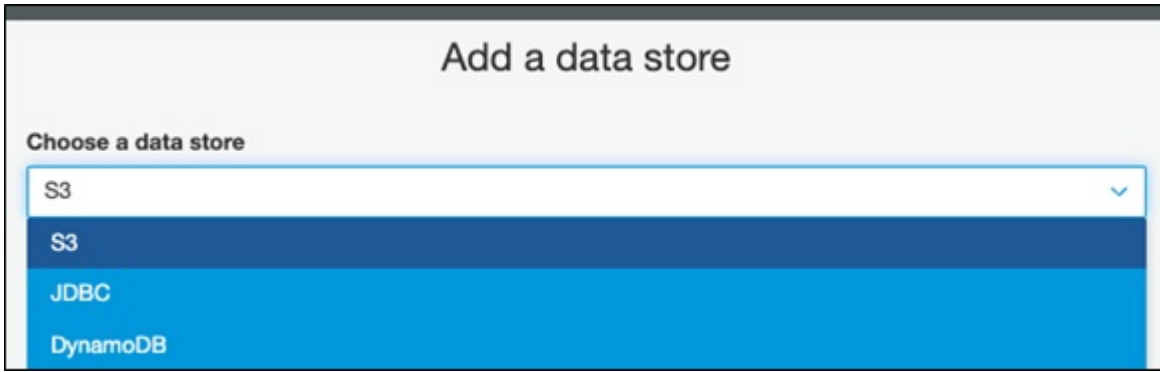 Add a data store
Choose a data store
S3
S3
JDBC
DynamoDB